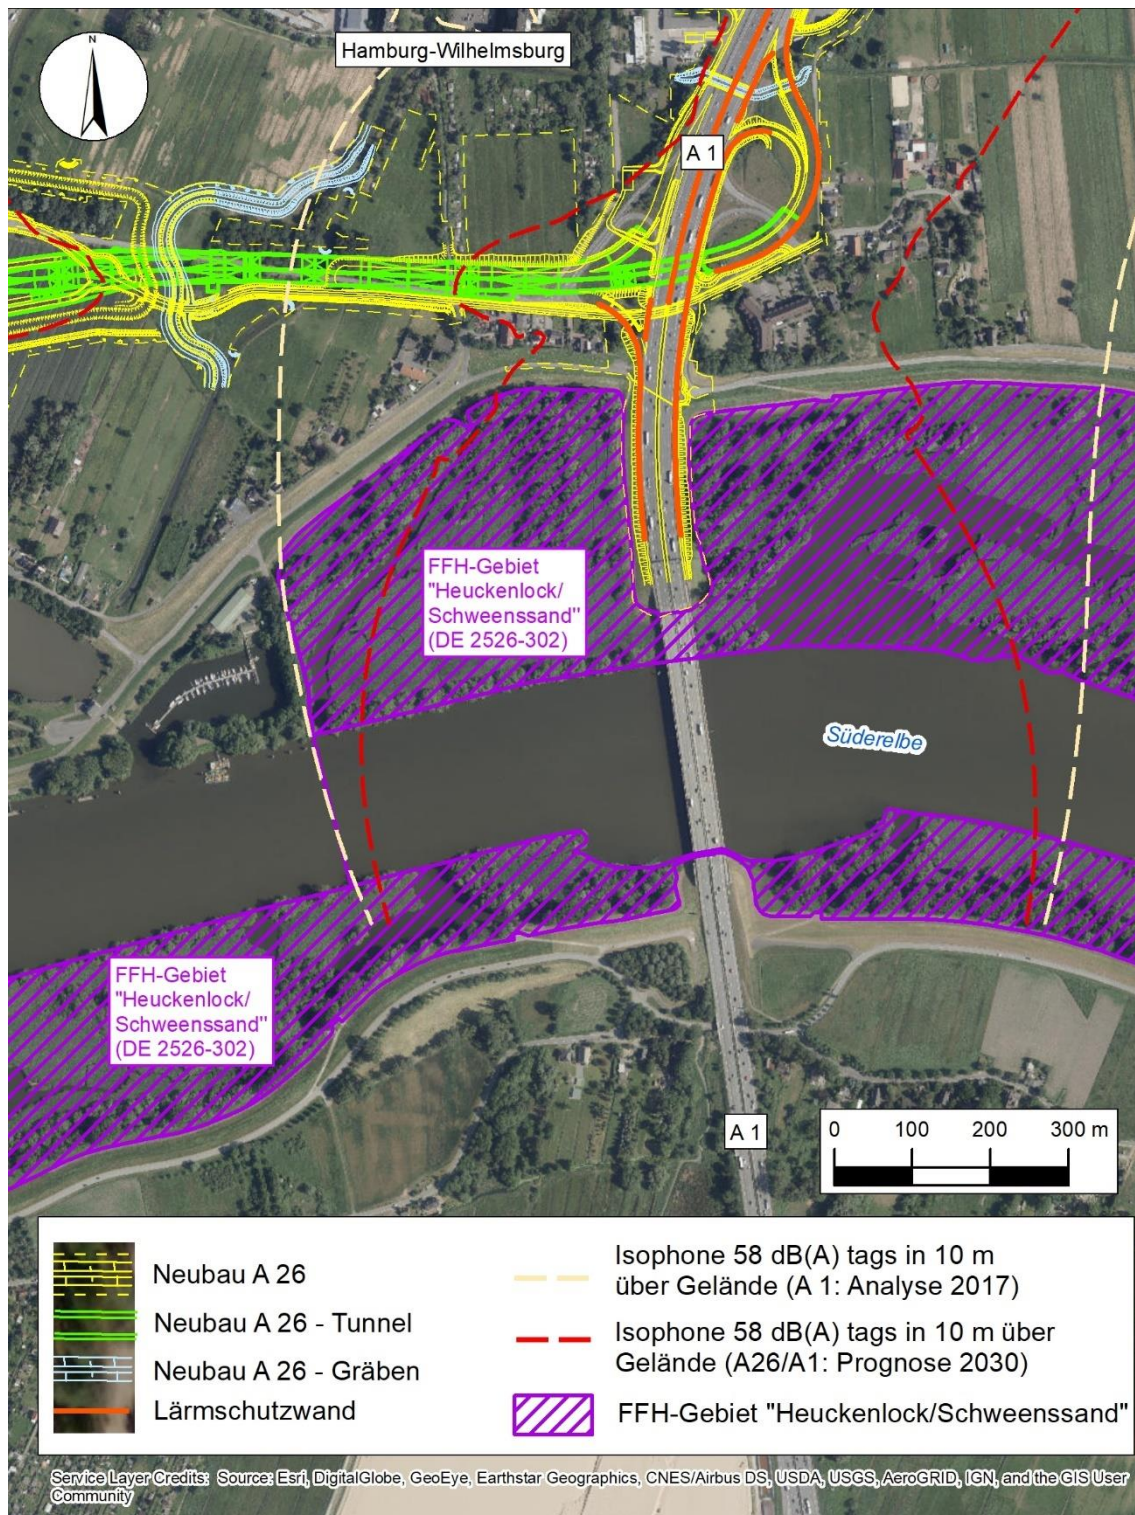 N
Hamburg-Wilhelmsburg
A 1
FFH-Gebiet
"Heuckenlock/
Schweenssand"
(DE 2526-302)
Süderelbe
FFH-Gebiet
"Heuckenlock/
Schweenssand"
(DE 2526-302)
A 1
0 100 200 300 m
Neubau A 26
Neubau A 26 - Tunnel
Neubau A 26 - Gräben
Lärmschutzwand
Isophone 58 dB(A) tags in 10 m
über Gelände (A 1: Analyse 2017)
Isophone 58 dB(A) tags in 10 m über
Gelände (A26/A1: Prognose 2030)
FFH-Gebiet "Heuckenlock/Schweenssand"
Service Layer Credits: Source: Esri, DigitalGlobe, GeoEye, Earthstar Geographics, CNES/Airbus DS, USDA, USGS, AeroGRID, IGN, and the GIS User
Community